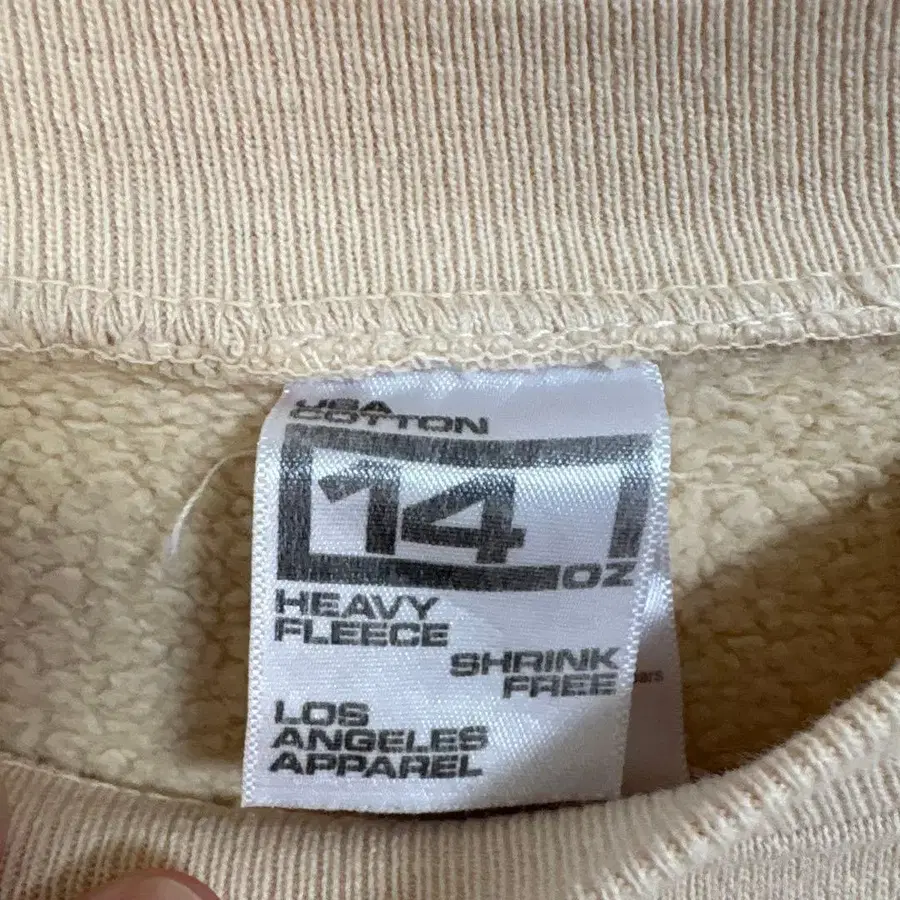 USA
COTTON
14
OZ
HEAVY
FLEECE
SHRINK
FREE
LOS
ANGELES
APPAREL